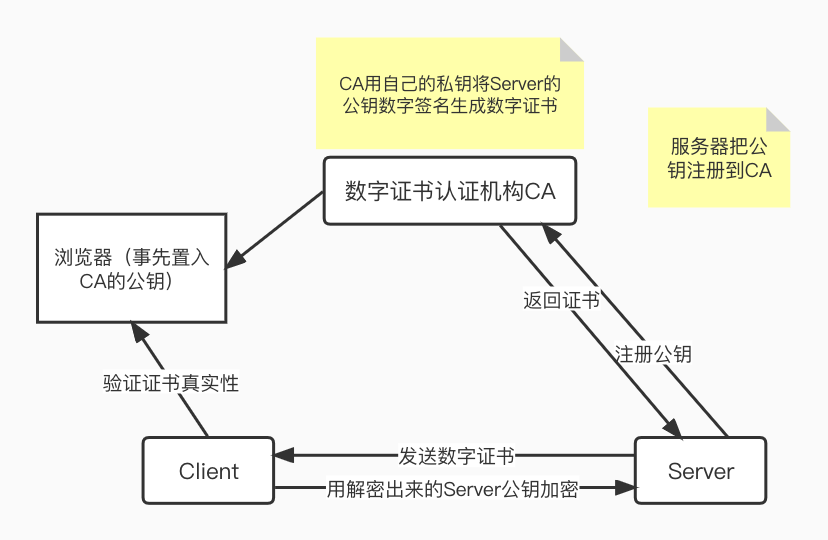 CA用自己的私钥将Server的
公钥数字签名生成数字证书
服务器把公
钥注册到CA
数字证书认证机构CA
浏览器（事先置入
CA的公钥）
返回证书
注册公钥
验证证书真实性
发送数字证书
Client
Server
用解密出来的Server公钥加密